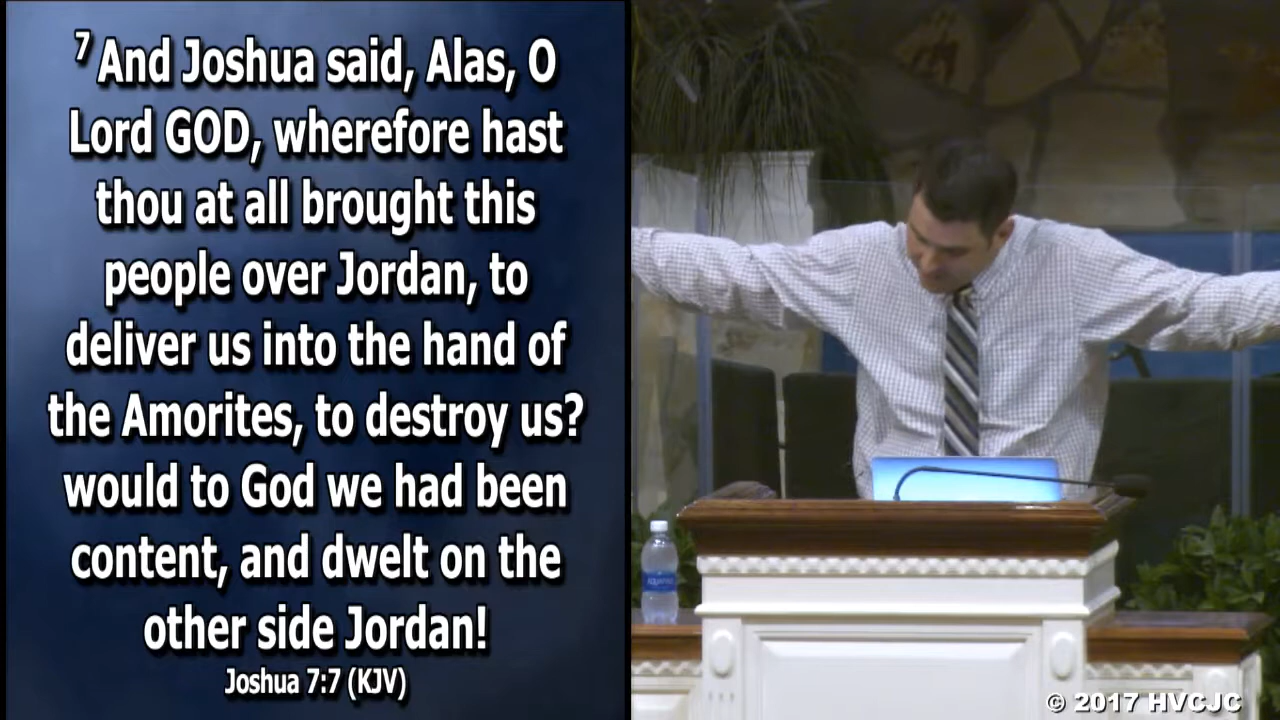 7 And Joshua said, Alas, O
Lord GOD, wherefore hast
thou at all brought this
people over Jordan, to
deliver us into the hand of
the Amorites, to destroy us?
would to God we had been
content, and dwelt on the
other side Jordan!
Joshua 7:7 (KJV)
© 2017 HVCJC